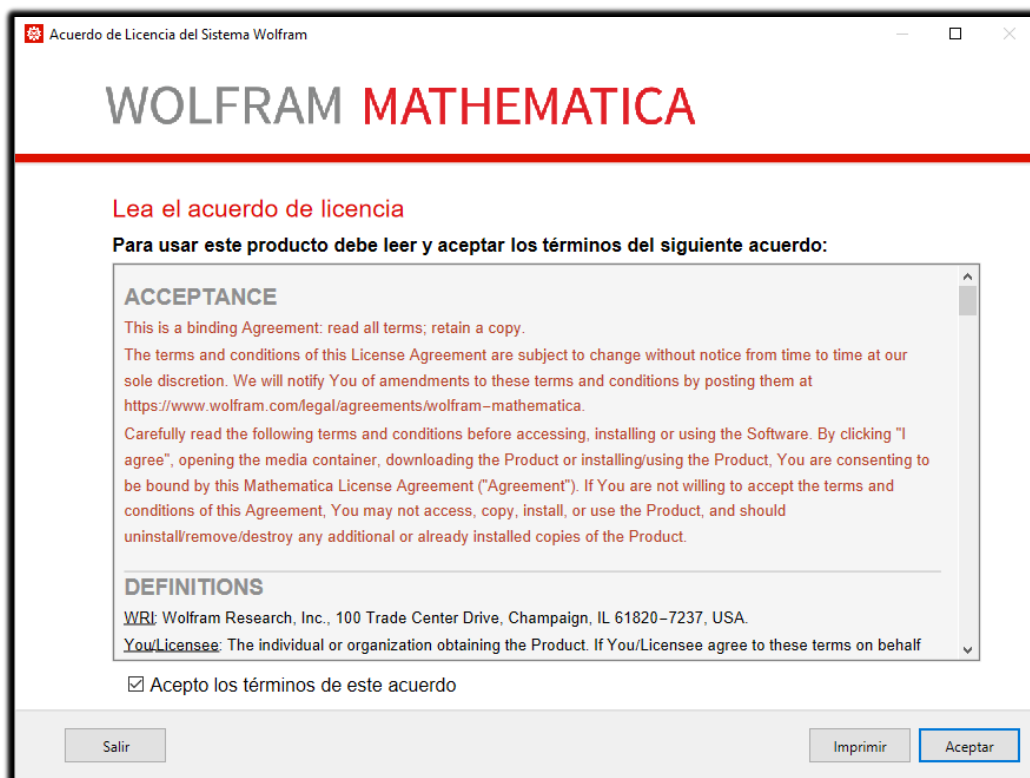 Acuerdo de Licencia del Sistema Wolfram
WOLFRAM MATHEMATICA
Lea el acuerdo de licencia
Para usar este producto debe leer y aceptar los términos del siguiente acuerdo:
ACCEPTANCE
This is a binding Agreement: read all terms; retain a copy.
The terms and conditions of this License Agreement are subject to change without notice from time to time at our
sole discretion. We will notify You of amendments to these terms and conditions by posting them at
https://www.wolfram.com/legal/agreements/wolfram−mathematica.
Carefully read the following terms and conditions before accessing, installing or using the Software. By clicking "I
agree", opening the media container, downloading the Product or installing/using the Product, You are consenting to
be bound by this Mathematica License Agreement ("Agreement"). If You are not willing to accept the terms and
conditions of this Agreement, You may not access, copy, install, or use the Product, and should
uninstall/remove/destroy any additional or already installed copies of the Product.
DEFINITIONS
WRI: Wolfram Research, Inc., 100 Trade Center Drive, Champaign, IL 61820−7237, USA.
You/Licensee: The individual or organization obtaining the Product. If You/Licensee agree to these terms on behalf
Acepto los términos de este acuerdo
Salir
Imprimir
Aceptar